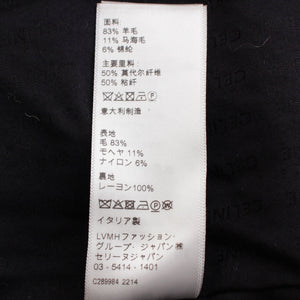 面料
83% 羊毛
11% 马海毛
6% 锦纶
主要里料
50% 莫代尔纤维
50% 粘纤
意大利制造
表地
毛 83%
モヘヤ 11%
ナイロン 6%
裏地
レーヨン100%
イタリア製
LVMHファッション・
グループ・ジャパン㈱
セリーヌジャパン
03 - 5414 - 1401
C289984 2214